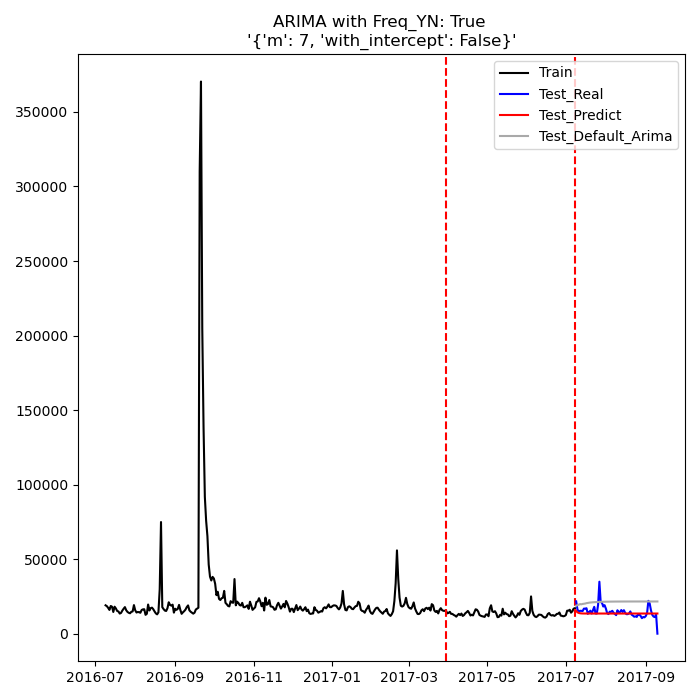 ARIMA with Freq_YN: True
'{'m': 7, 'with_intercept': False}'
Train
Test_Real
Test_Predict
Test_Default_Arima
350000
300000
250000
200000
150000
100000
50000
0
2016-07 2016-09 2016-11 2017-01 2017-03 2017-05 2017-07 2017-09